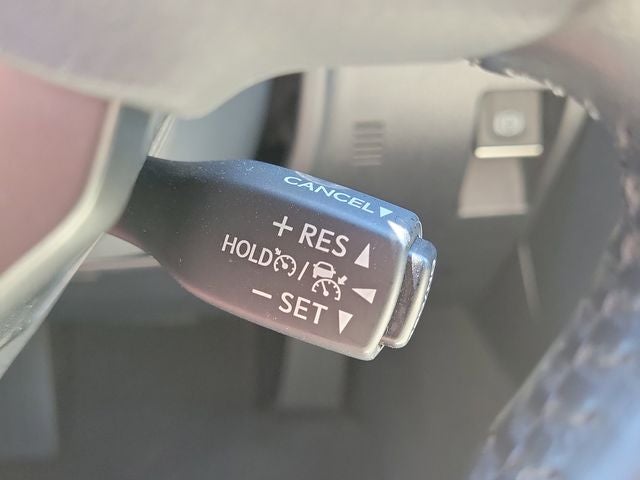 CANCEL▼
+ RES ▲
HOLD / ◀
− SET ▼